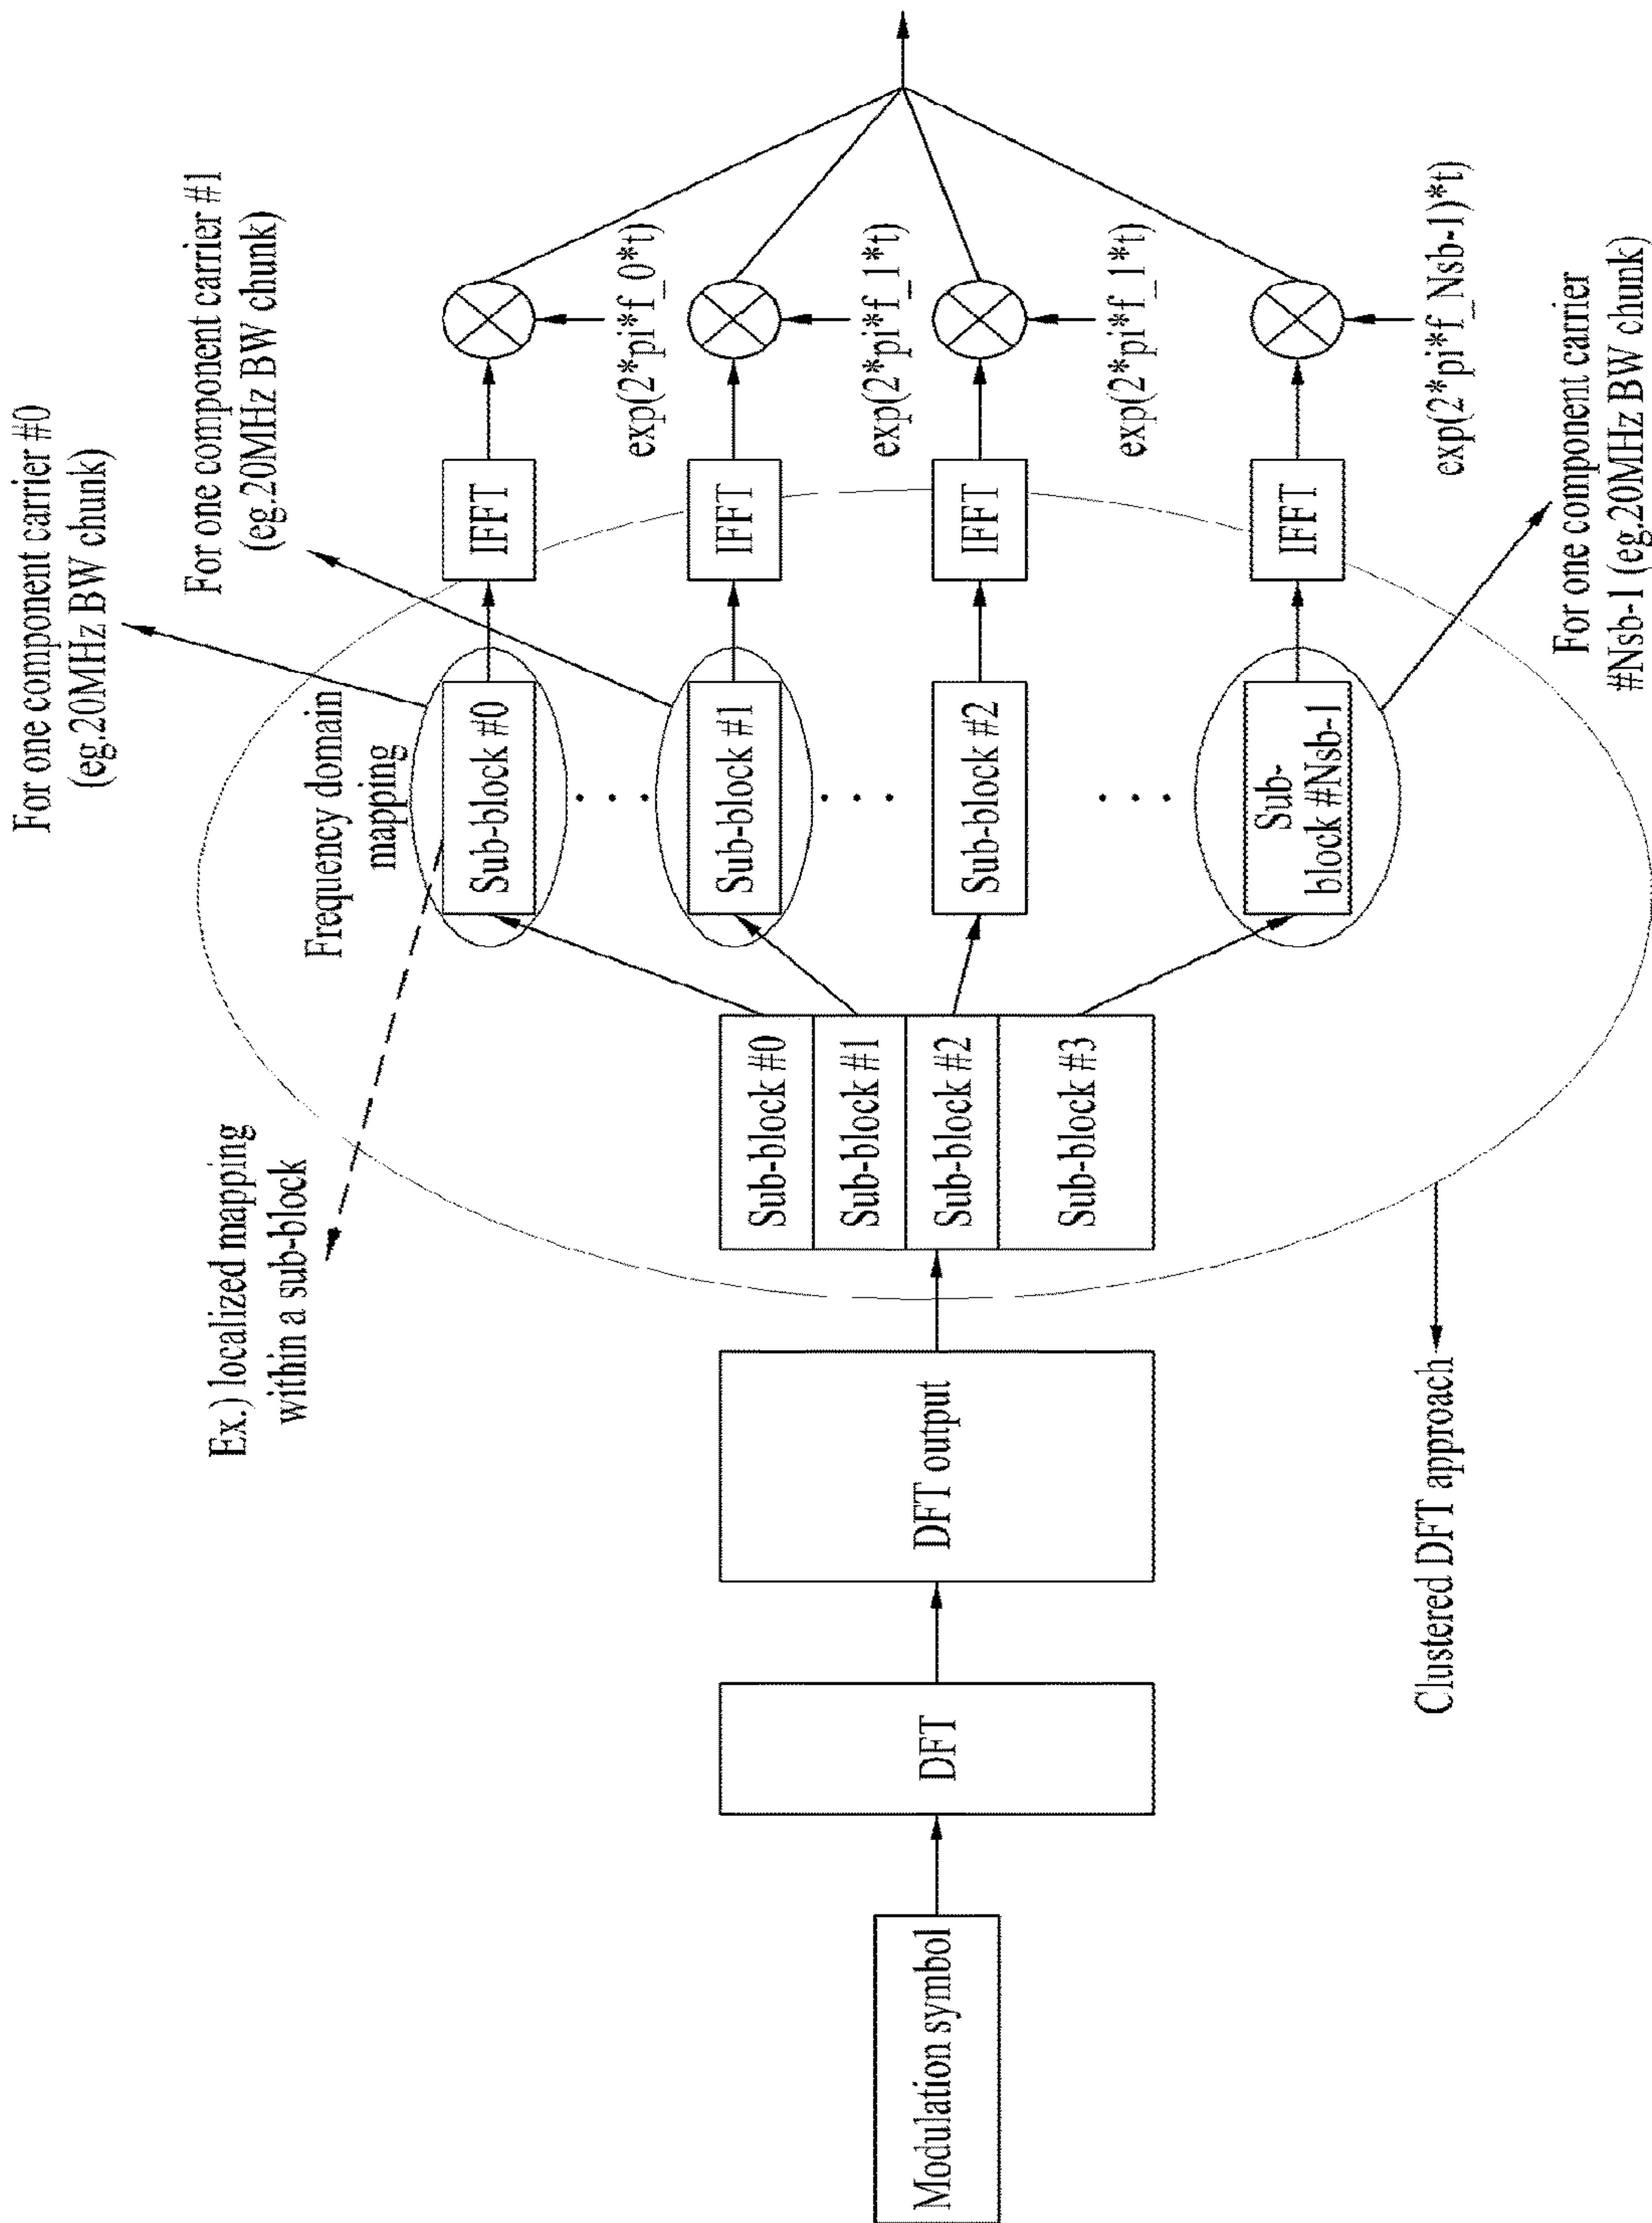 Modulation symbol
DFT
DFT output
Sub-block #0
Sub-block #1
Sub-block #2
Sub-block #3
Ex.) localized mapping
within a sub-block
Frequency domain
mapping
Sub-block #0
Sub-block #1
Sub-block #2
Sub-
block #Nsb-1
For one component carrier #0
(eg.20MHz BW chunk)
For one component carrier #1
(eg.20MHz BW chunk)
IFFT
IFFT
IFFT
IFFT
exp(2*pi*f_0*t)
exp(2*pi*f_1*t)
exp(2*pi*f_1*t)
exp(2*pi*f_Nsb-1)*t)
For one component carrier
#Nsb-1 (eg.20MHz BW chunk)
Clustered DFT approach